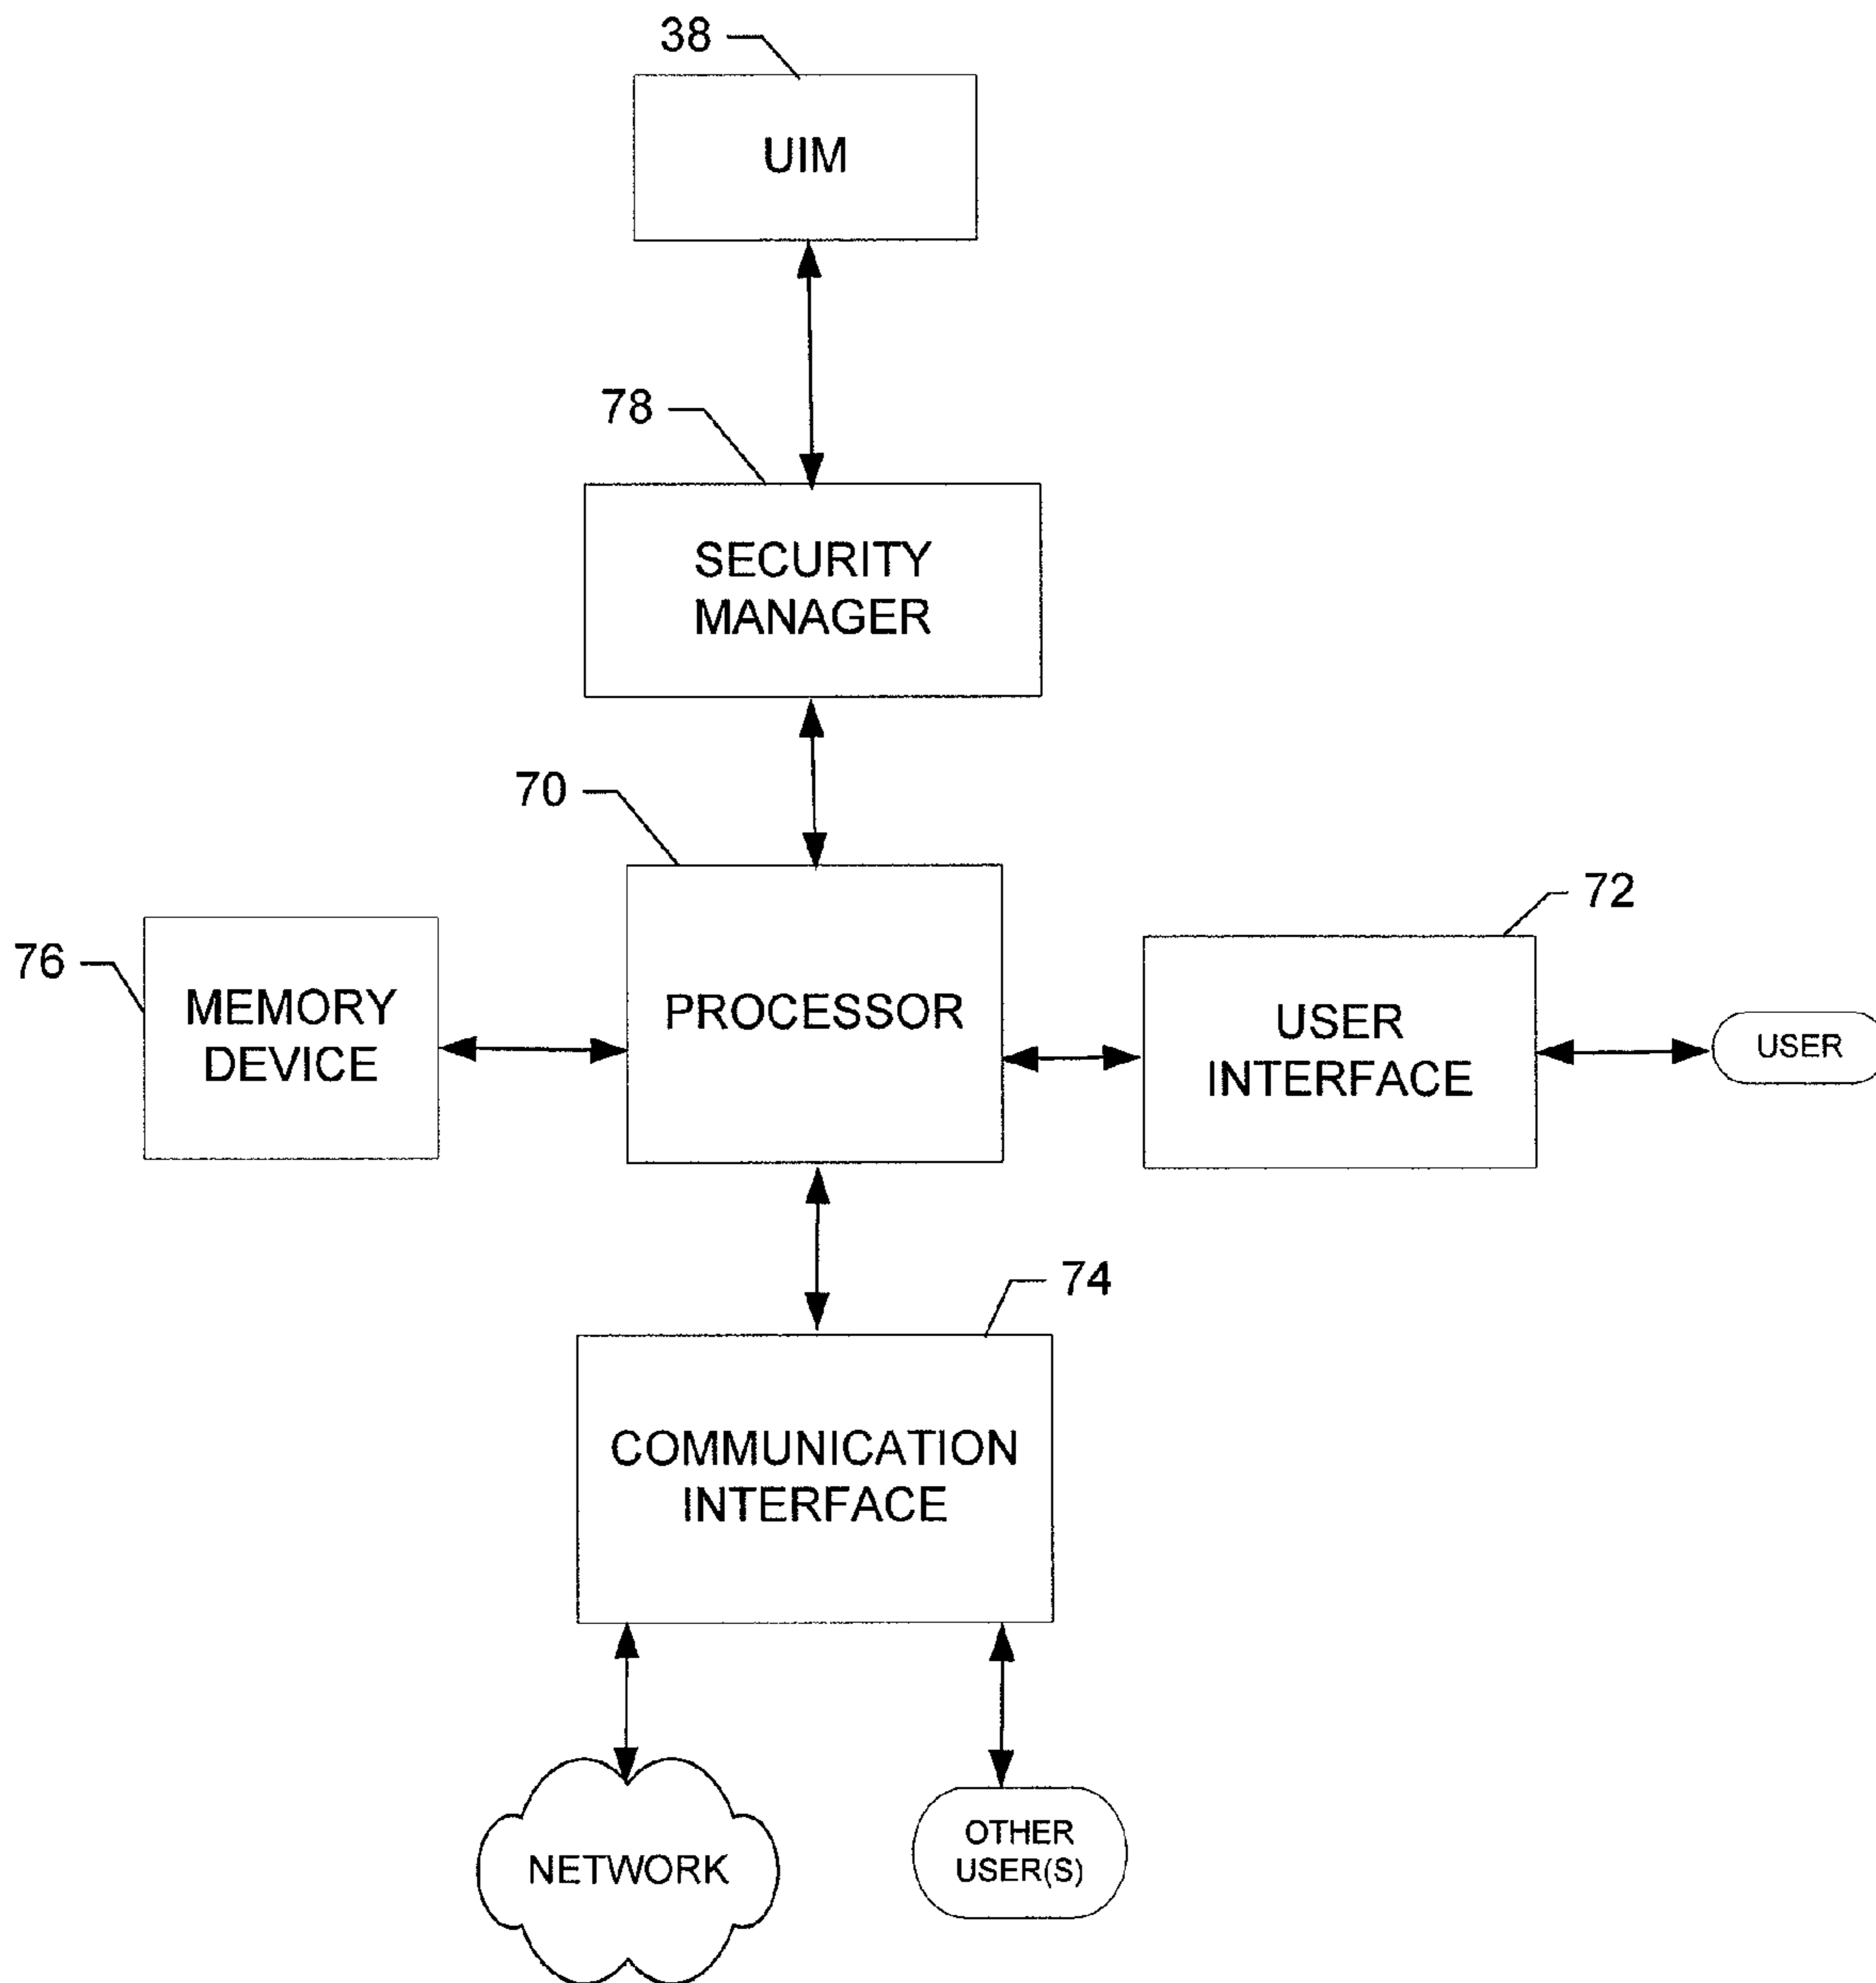 38
UIM
78
SECURITY
MANAGER
70
72
76
MEMORY
DEVICE
PROCESSOR
USER
INTERFACE
USER
74
COMMUNICATION
INTERFACE
NETWORK
OTHER
USER(S)